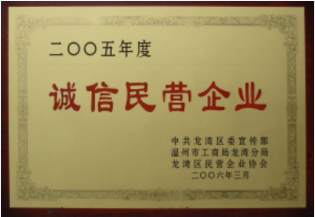 二〇〇五年度
诚信民营企业
中共龙湾区委宣传部
温州市工商局龙湾分局
龙湾区民营企业协会
二〇〇六年三月